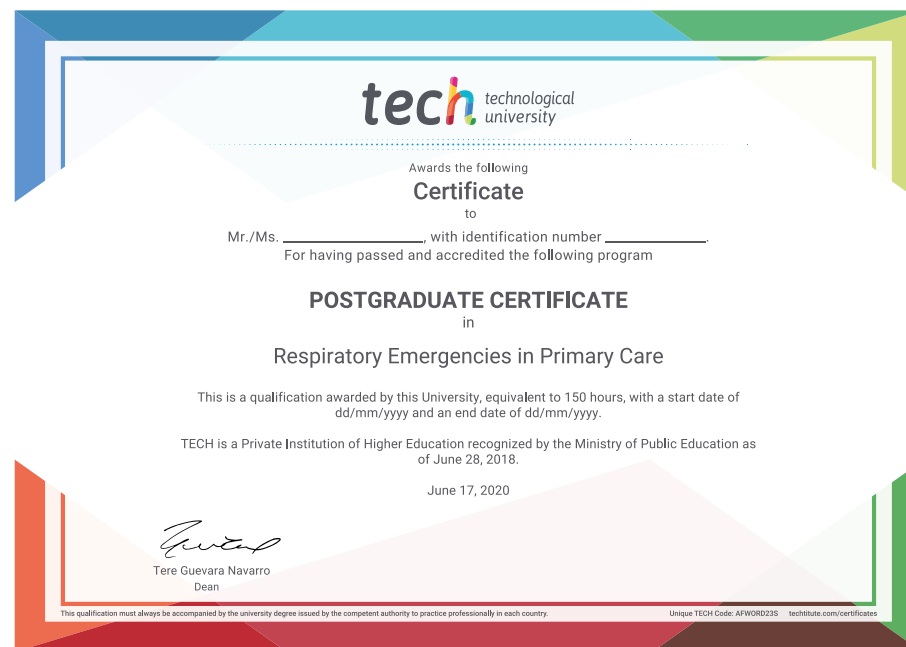 tech technological
university
Awards the following
Certificate
to
Mr./Ms. ____________________, with identification number ______________.
For having passed and accredited the following program
POSTGRADUATE CERTIFICATE
in
Respiratory Emergencies in Primary Care
This is a qualification awarded by this University, equivalent to 150 hours, with a start date of
dd/mm/yyyy and an end date of dd/mm/yyyy.
TECH is a Private Institution of Higher Education recognized by the Ministry of Public Education as
of June 28, 2018.
June 17, 2020
Tere Guevara Navarro
Dean
This qualification must always be accompanied by the university degree issued by the competent authority to practice professionally in each country. Unique TECH Code: AFWORD23S techtitute.com/certificates